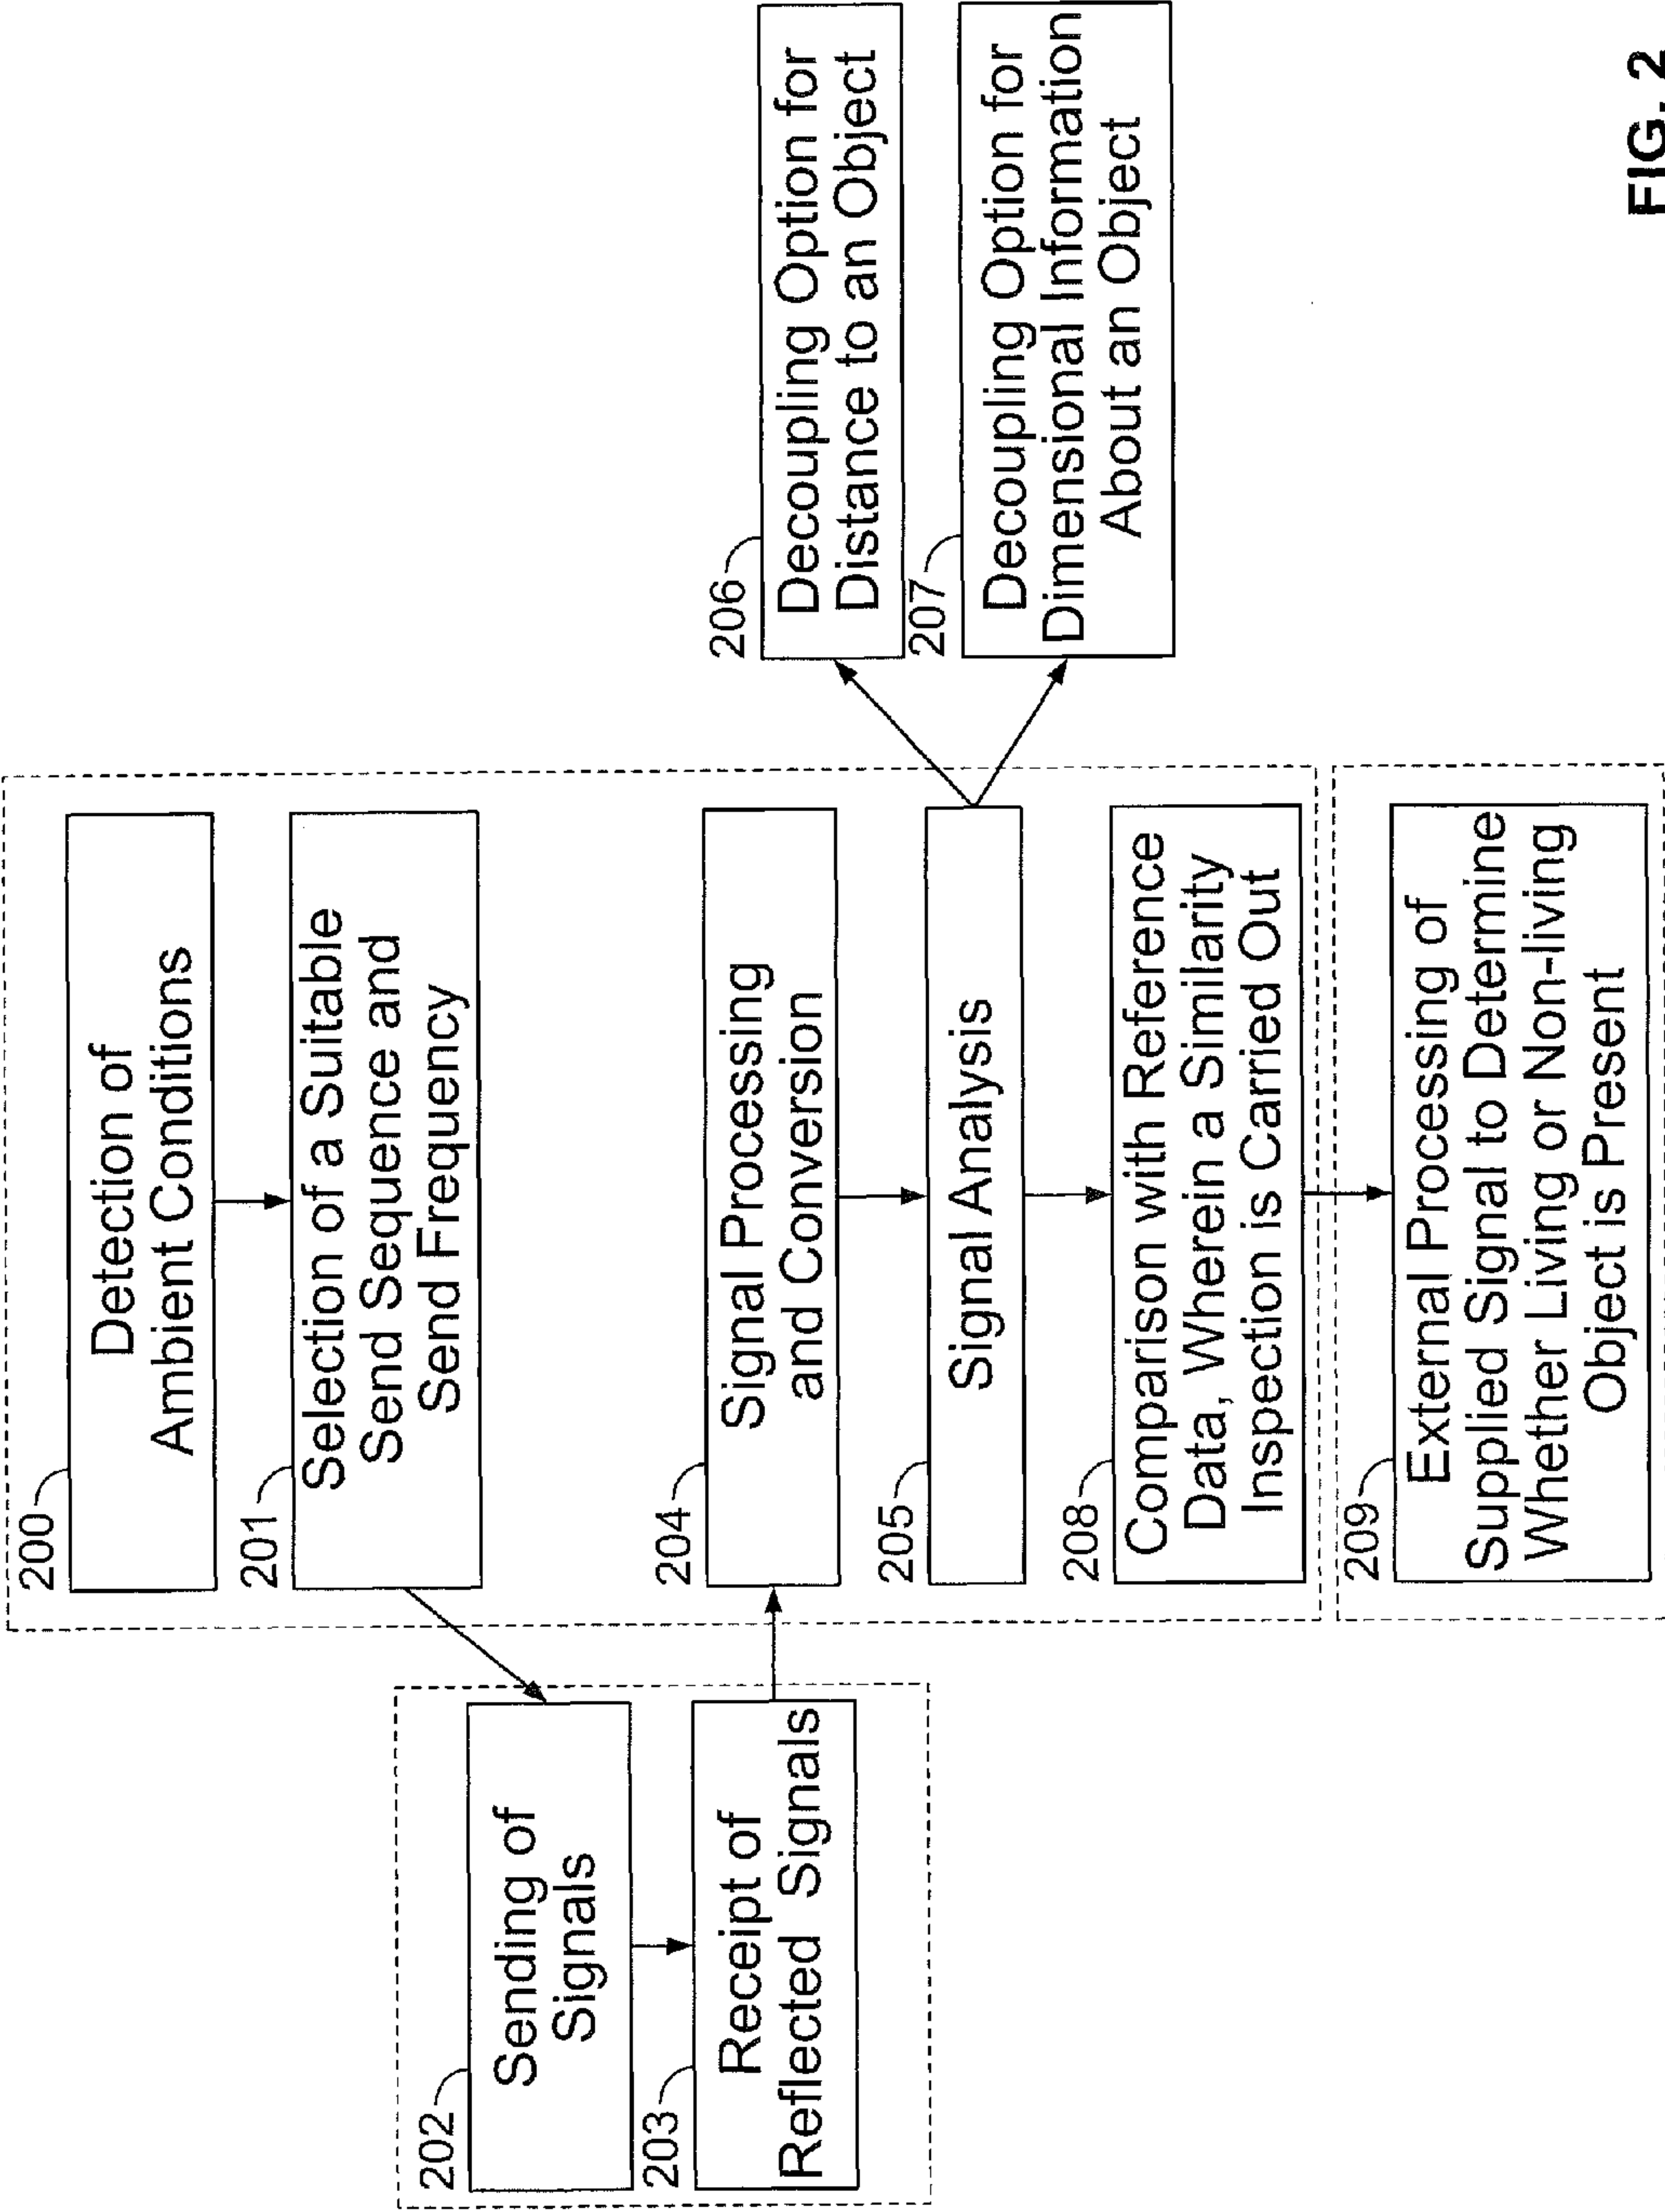 200
Detection of
Ambient Conditions
201
Selection of a Suitable
Send Sequence and
Send Frequency
202
Sending of
Signals
203
Receipt of
Reflected Signals
204
Signal Processing
and Conversion
205
Signal Analysis
206
Decoupling Option for
Distance to an Object
207
Decoupling Option for
Dimensional Information
About an Object
208
Comparison with Reference
Data, Wherein a Similarity
Inspection is Carried Out
209
External Processing of
Supplied Signal to Determine
Whether Living or Non-living
Object is Present
FIG. 2